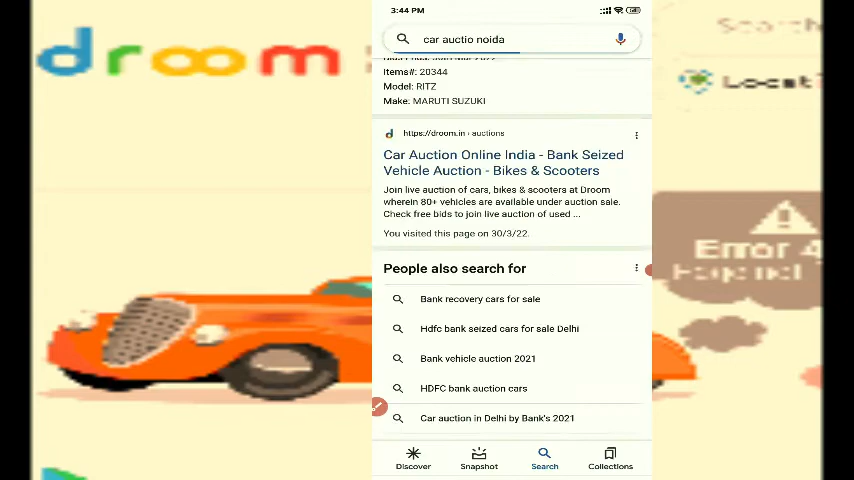 3:44 PM
car auctio noida
Items#: 20344
Model: RITZ
Make: MARUTI SUZUKI
https://droom.in › auctions
Car Auction Online India - Bank Seized
Vehicle Auction - Bikes & Scooters
Join live auction of cars, bikes & scooters at Droom
wherein 80+ vehicles are available under auction sale.
Check free bids to join live auction of used ...
You visited this page on 30/3/22.
People also search for
Bank recovery cars for sale
Hdfc bank seized cars for sale Delhi
Bank vehicle auction 2021
HDFC bank auction cars
Car auction in Delhi by Bank's 2021
Discover
Snapshot
Search
Collections
droom
Search
Locat
Error 4